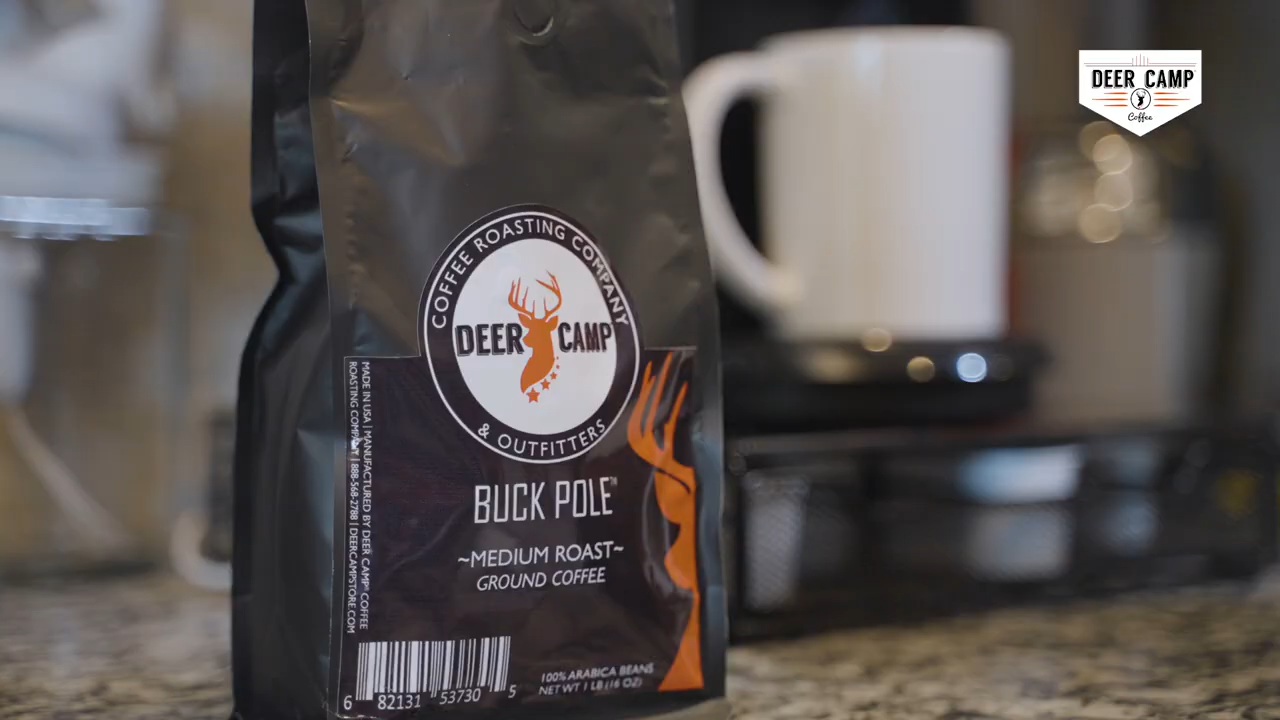 DEER CAMP
Coffee
COFFEE ROASTING COMPANY
DEER CAMP
& OUTFITTERS
MADE IN USA | MANUFACTURED BY DEER CAMP® COFFEE
ROASTING COMPANY | 888-568-2788 | DEERCAMPSTORE.COM
BUCK POLE™
~MEDIUM ROAST~
GROUND COFFEE
100% ARABICA BEANS
NET WT 1 LB (16 OZ)
6 82131 53730 5